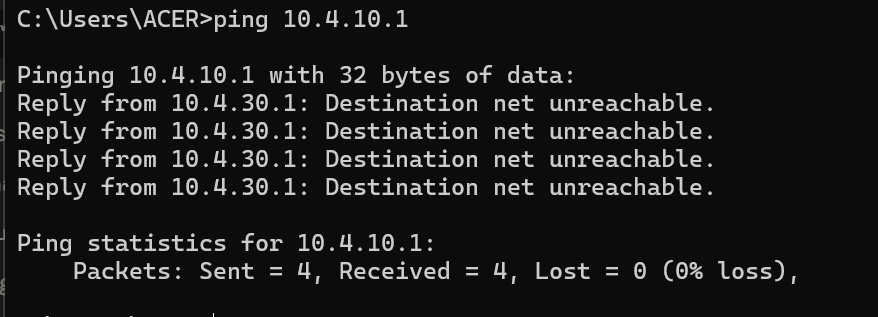 C:\Users\ACER>ping 10.4.10.1
Pinging 10.4.10.1 with 32 bytes of data:
Reply from 10.4.30.1: Destination net unreachable.
Reply from 10.4.30.1: Destination net unreachable.
Reply from 10.4.30.1: Destination net unreachable.
Reply from 10.4.30.1: Destination net unreachable.
Ping statistics for 10.4.10.1:
Packets: Sent = 4, Received = 4, Lost = 0 (0% loss),